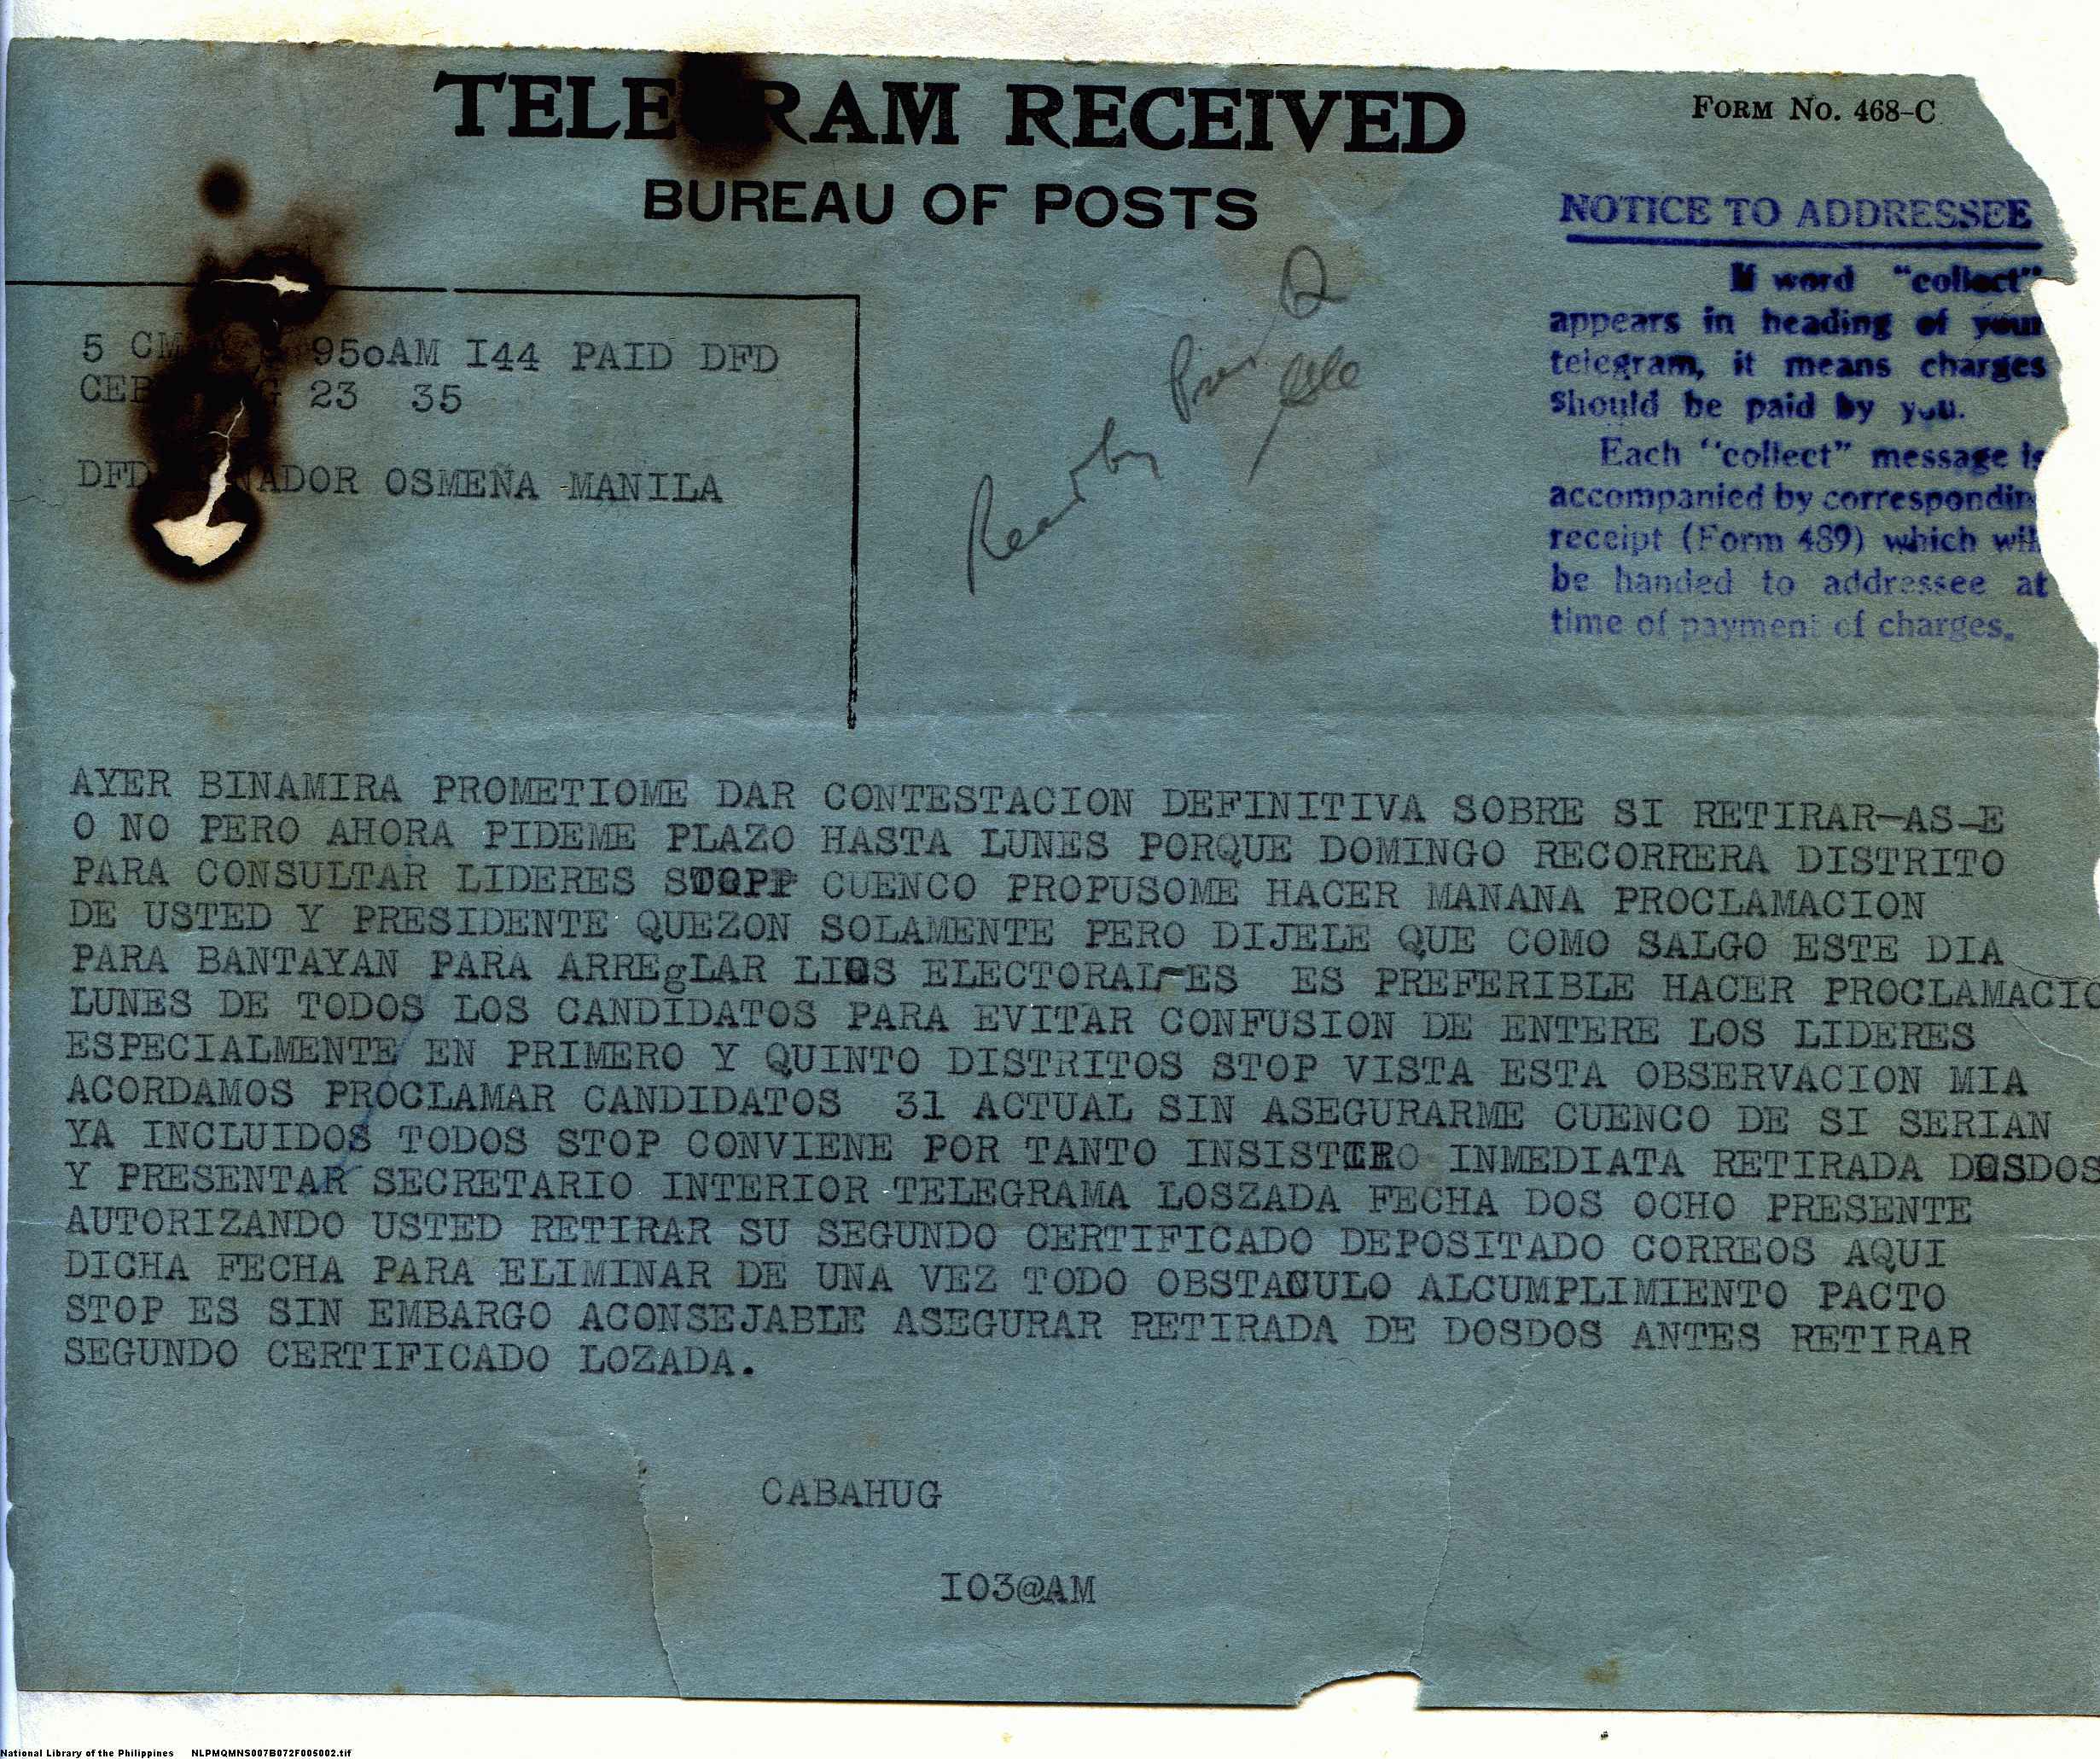 TELEGRAM RECEIVED
FORM NO. 468-C
BUREAU OF POSTS
NOTICE TO ADDRESSEE
If word "collect"
appears in heading of your
telegram, it means charges
should be paid by you.
Each "collect" message is
accompanied by correspondin
receipt (Form 489) which will
be handed to addressee at
time of payment of charges.
Read by Pres Q
5 CM 950AM I44 PAID DFD
CEB G 23 35
DFD NADOR OSMEÑA MANILA
AYER BINAMIRA PROMETIOME DAR CONTESTACION DEFINITIVA SOBRE SI RETIRAR-AS-E
O NO PERO AHORA PIDEME PLAZO HASTA LUNES PORQUE DOMINGO RECORRERA DISTRITO
PARA CONSULTAR LIDERES STOP CUENCO PROPUSOME HACER MANANA PROCLAMACION
DE USTED Y PRESIDENTE QUEZON SOLAMENTE PERO DIJELE QUE COMO SALGO ESTE DIA
PARA BANTAYAN PARA ARREgLAR LIOS ELECTORAL-ES ES PREFERIBLE HACER PROCLAMACIO
LUNES DE TODOS LOS CANDIDATOS PARA EVITAR CONFUSION DE ENTERE LOS LIDERES
ESPECIALMENTE EN PRIMERO Y QUINTO DISTRITOS STOP VISTA ESTA OBSERVACION MIA
ACORDAMOS PROCLAMAR CANDIDATOS 31 ACTUAL SIN ASEGURARME CUENCO DE SI SERIAN
YA INCLUIDOS TODOS STOP CONVIENE POR TANTO INSISTIRO INMEDIATA RETIRADA DOSDOS
Y PRESENTAR SECRETARIO INTERIOR TELEGRAMA LOSZADA FECHA DOS OCHO PRESENTE
AUTORIZANDO USTED RETIRAR SU SEGUNDO CERTIFICADO DEPOSITADO CORREOS AQUI
DICHA FECHA PARA ELIMINAR DE UNA VEZ TODO OBSTACULO ALCUMPLIMIENTO PACTO
STOP ES SIN EMBARGO ACONSEJABLE ASEGURAR RETIRADA DE DOSDOS ANTES RETIRAR
SEGUNDO CERTIFICADO LOZADA.
CABAHUG
I03@AM
National Library of the Philippines NLPMQMNS007B072F005002.tif